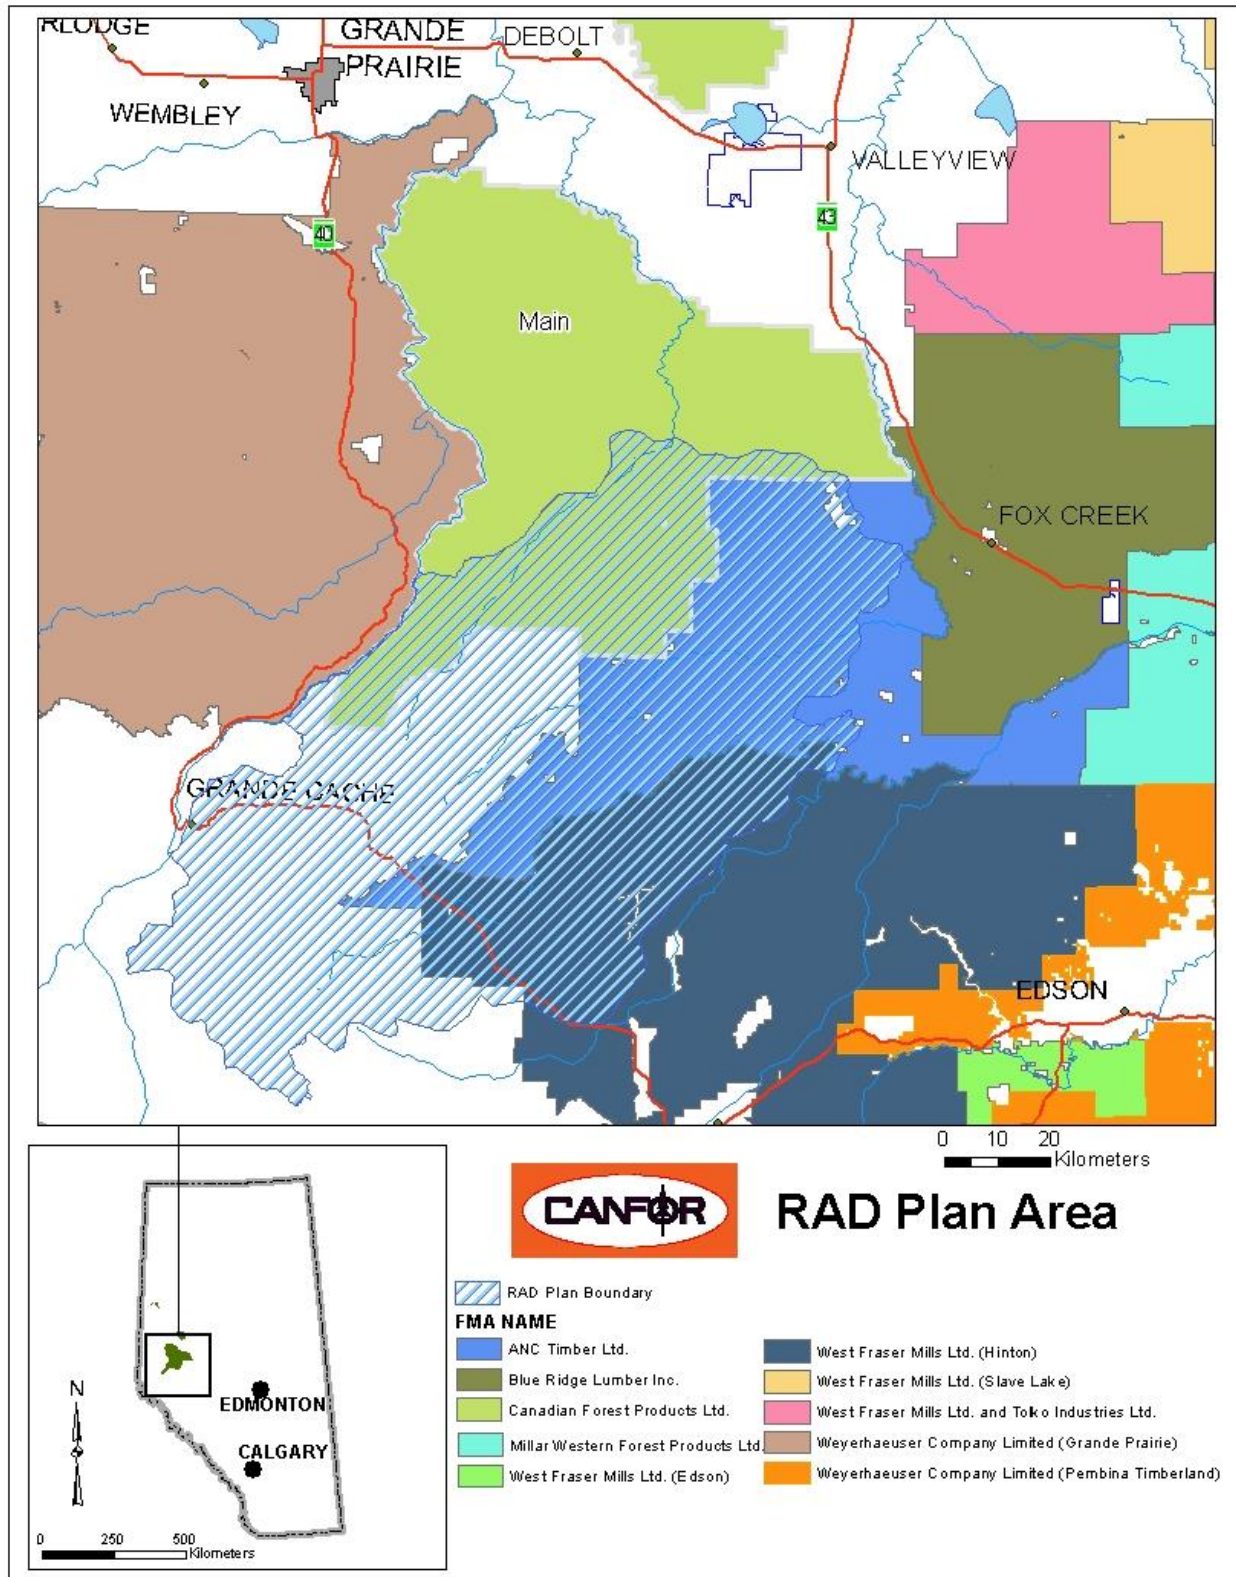 RLODGE
GRANDE
PRAIRIE
DEBOLT
WEMBLEY
VALLEYVIEW
40
43
Main
FOX CREEK
GRANDE CACHE
EDSON
0 10 20
Kilometers
CANFOR
RAD Plan Area
RAD Plan Boundary
FMA NAME
ANC Timber Ltd.
Blue Ridge Lumber Inc.
Canadian Forest Products Ltd.
Millar Western Forest Products Ltd.
West Fraser Mills Ltd. (Edson)
West Fraser Mills Ltd. (Hinton)
West Fraser Mills Ltd. (Slave Lake)
West Fraser Mills Ltd. and Tolko Industries Ltd.
Weyerhaeuser Company Limited (Grande Prairie)
Weyerhaeuser Company Limited (Pembina Timberland)
N
EDMONTON
CALGARY
0 250 500
Kilometers